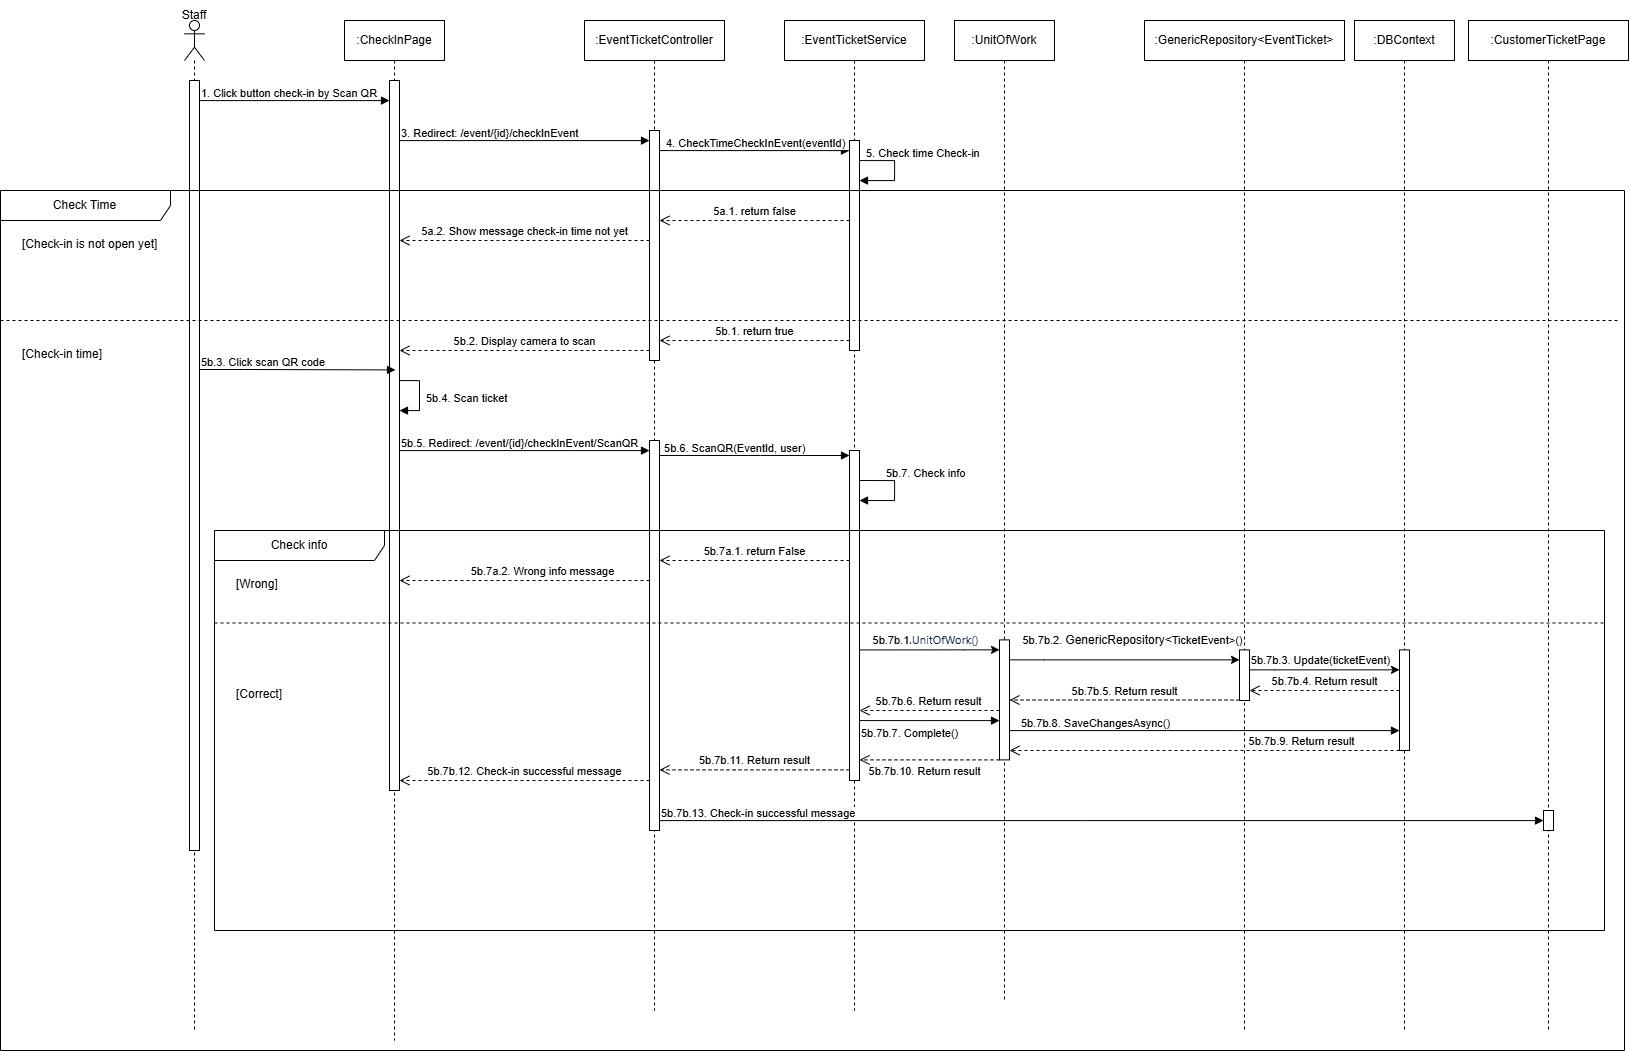 Staff
:CheckInPage
:EventTicketController
:EventTicketService
:UnitOfWork
:GenericRepository<EventTicket>
:DBContext
:CustomerTicketPage
1. Click button check-in by Scan QR
3. Redirect: /event/{id}/checkInEvent
4. CheckTimeCheckInEvent(eventId)
5. Check time Check-in
Check Time
5a.1. return false
5a.2. Show message check-in time not yet
[Check-in is not open yet]
5b.1. return true
5b.2. Display camera to scan
[Check-in time]
5b.3. Click scan QR code
5b.4. Scan ticket
5b.5. Redirect: /event/{id}/checkInEvent/ScanQR
5b.6. ScanQR(EventId, user)
5b.7. Check info
Check info
5b.7a.1. return False
5b.7a.2. Wrong info message
[Wrong]
5b.7b.1.UnitOfWork()
5b.7b.2. GenericRepository<TicketEvent>()
5b.7b.3. Update(ticketEvent)
5b.7b.4. Return result
5b.7b.5. Return result
[Correct]
5b.7b.6. Return result
5b.7b.7. Complete()
5b.7b.8. SaveChangesAsync()
5b.7b.9. Return result
5b.7b.10. Return result
5b.7b.11. Return result
5b.7b.12. Check-in successful message
5b.7b.13. Check-in successful message